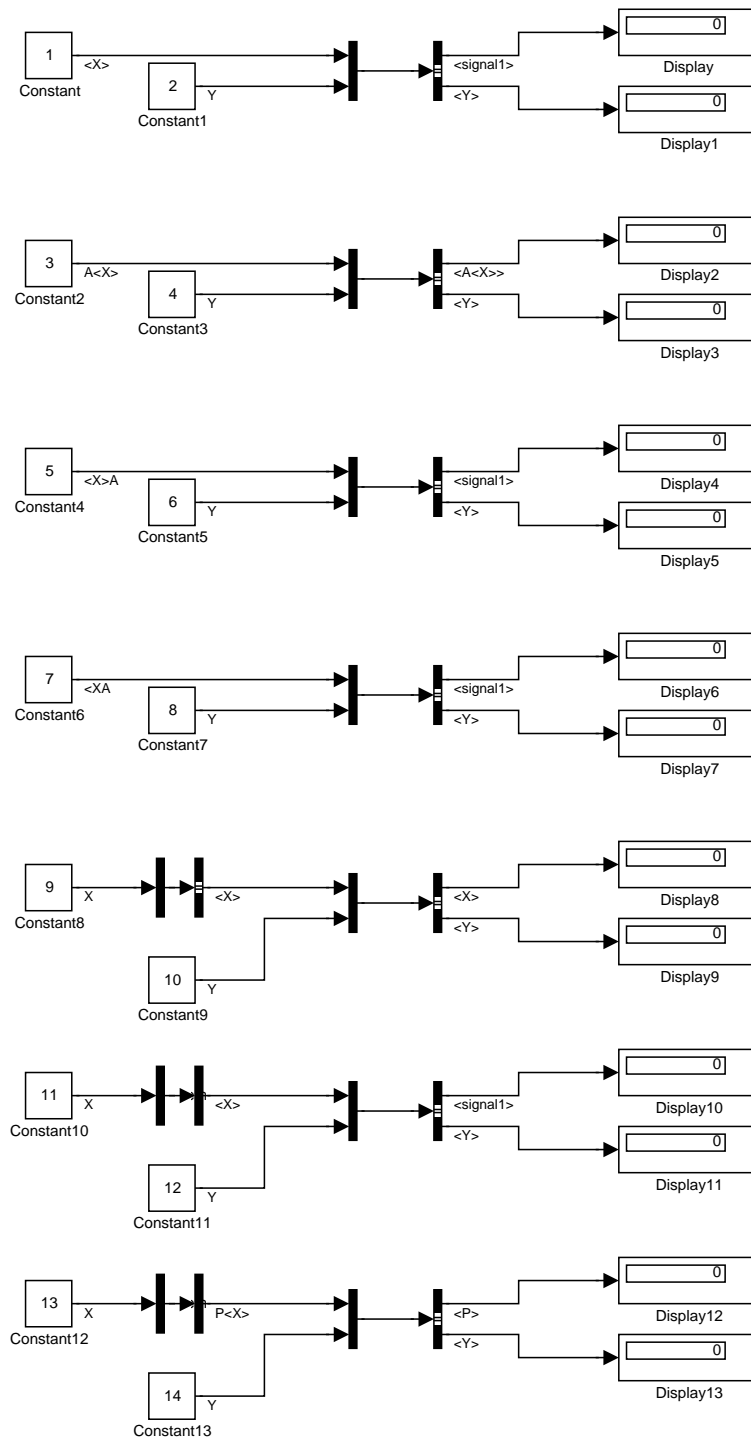 0
1
<X>
<signal1>
Display
Constant
2
Y
<Y>
0
Constant1
Display1
0
3
A<X>
<A<X>>
Display2
Constant2
4
Y
<Y>
0
Constant3
Display3
0
5
<X>A
<signal1>
Display4
Constant4
6
Y
<Y>
0
Constant5
Display5
0
7
<XA
<signal1>
Display6
Constant6
8
Y
<Y>
0
Constant7
Display7
0
9
X
<X>
<X>
Display8
Constant8
<Y>
0
10
Y
Display9
Constant9
0
11
X
<X>
<signal1>
Display10
Constant10
<Y>
0
12
Y
Display11
Constant11
0
13
X
P<X>
<P>
Display12
Constant12
<Y>
0
14
Y
Display13
Constant13